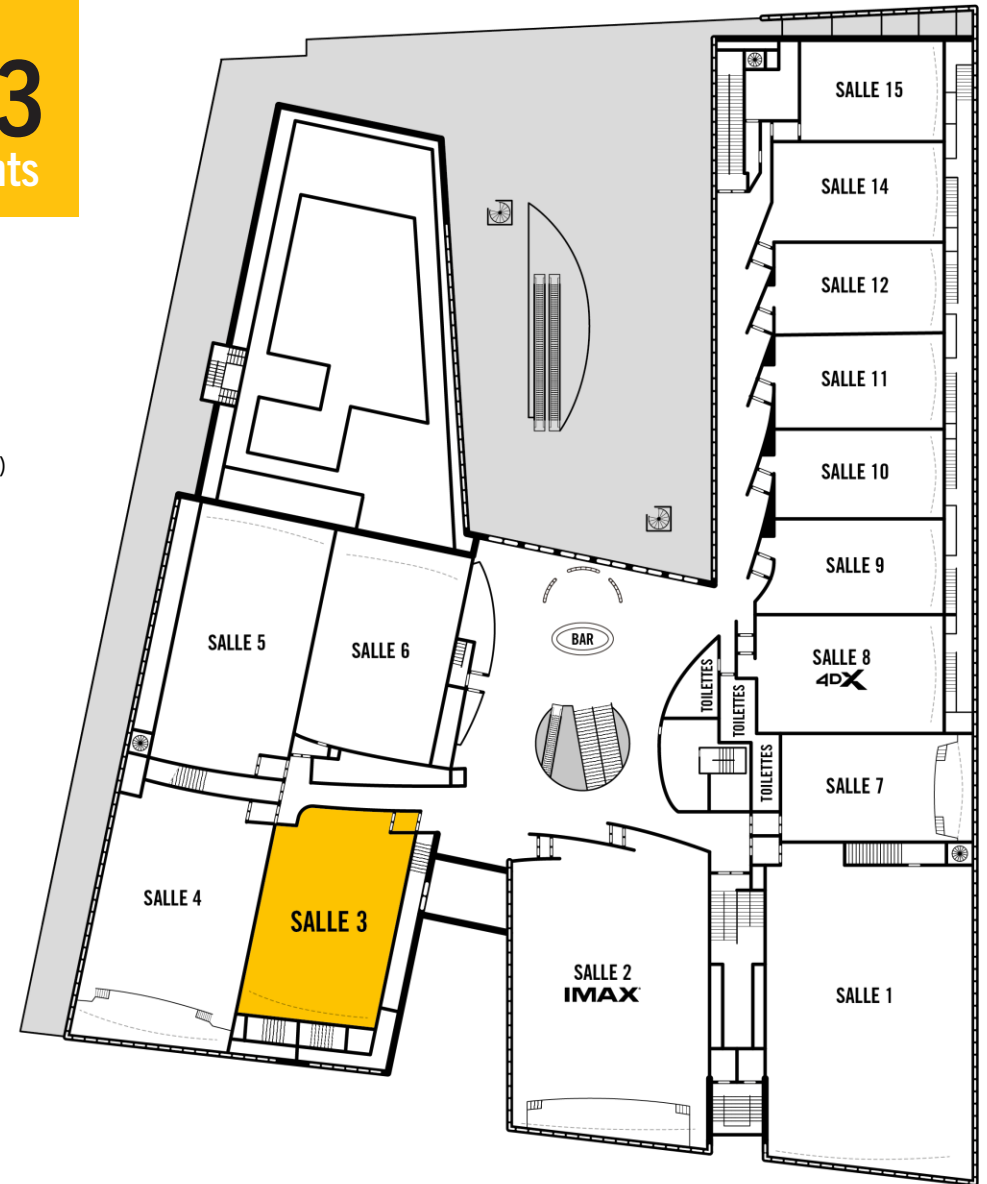 3
nts
)
SALLE 15
SALLE 14
SALLE 12
SALLE 11
SALLE 10
SALLE 9
SALLE 8
4DX
SALLE 7
SALLE 5
SALLE 6
BAR
TOILETTES
TOILETTES
TOILETTES
SALLE 4
SALLE 3
SALLE 2
IMAX
SALLE 1